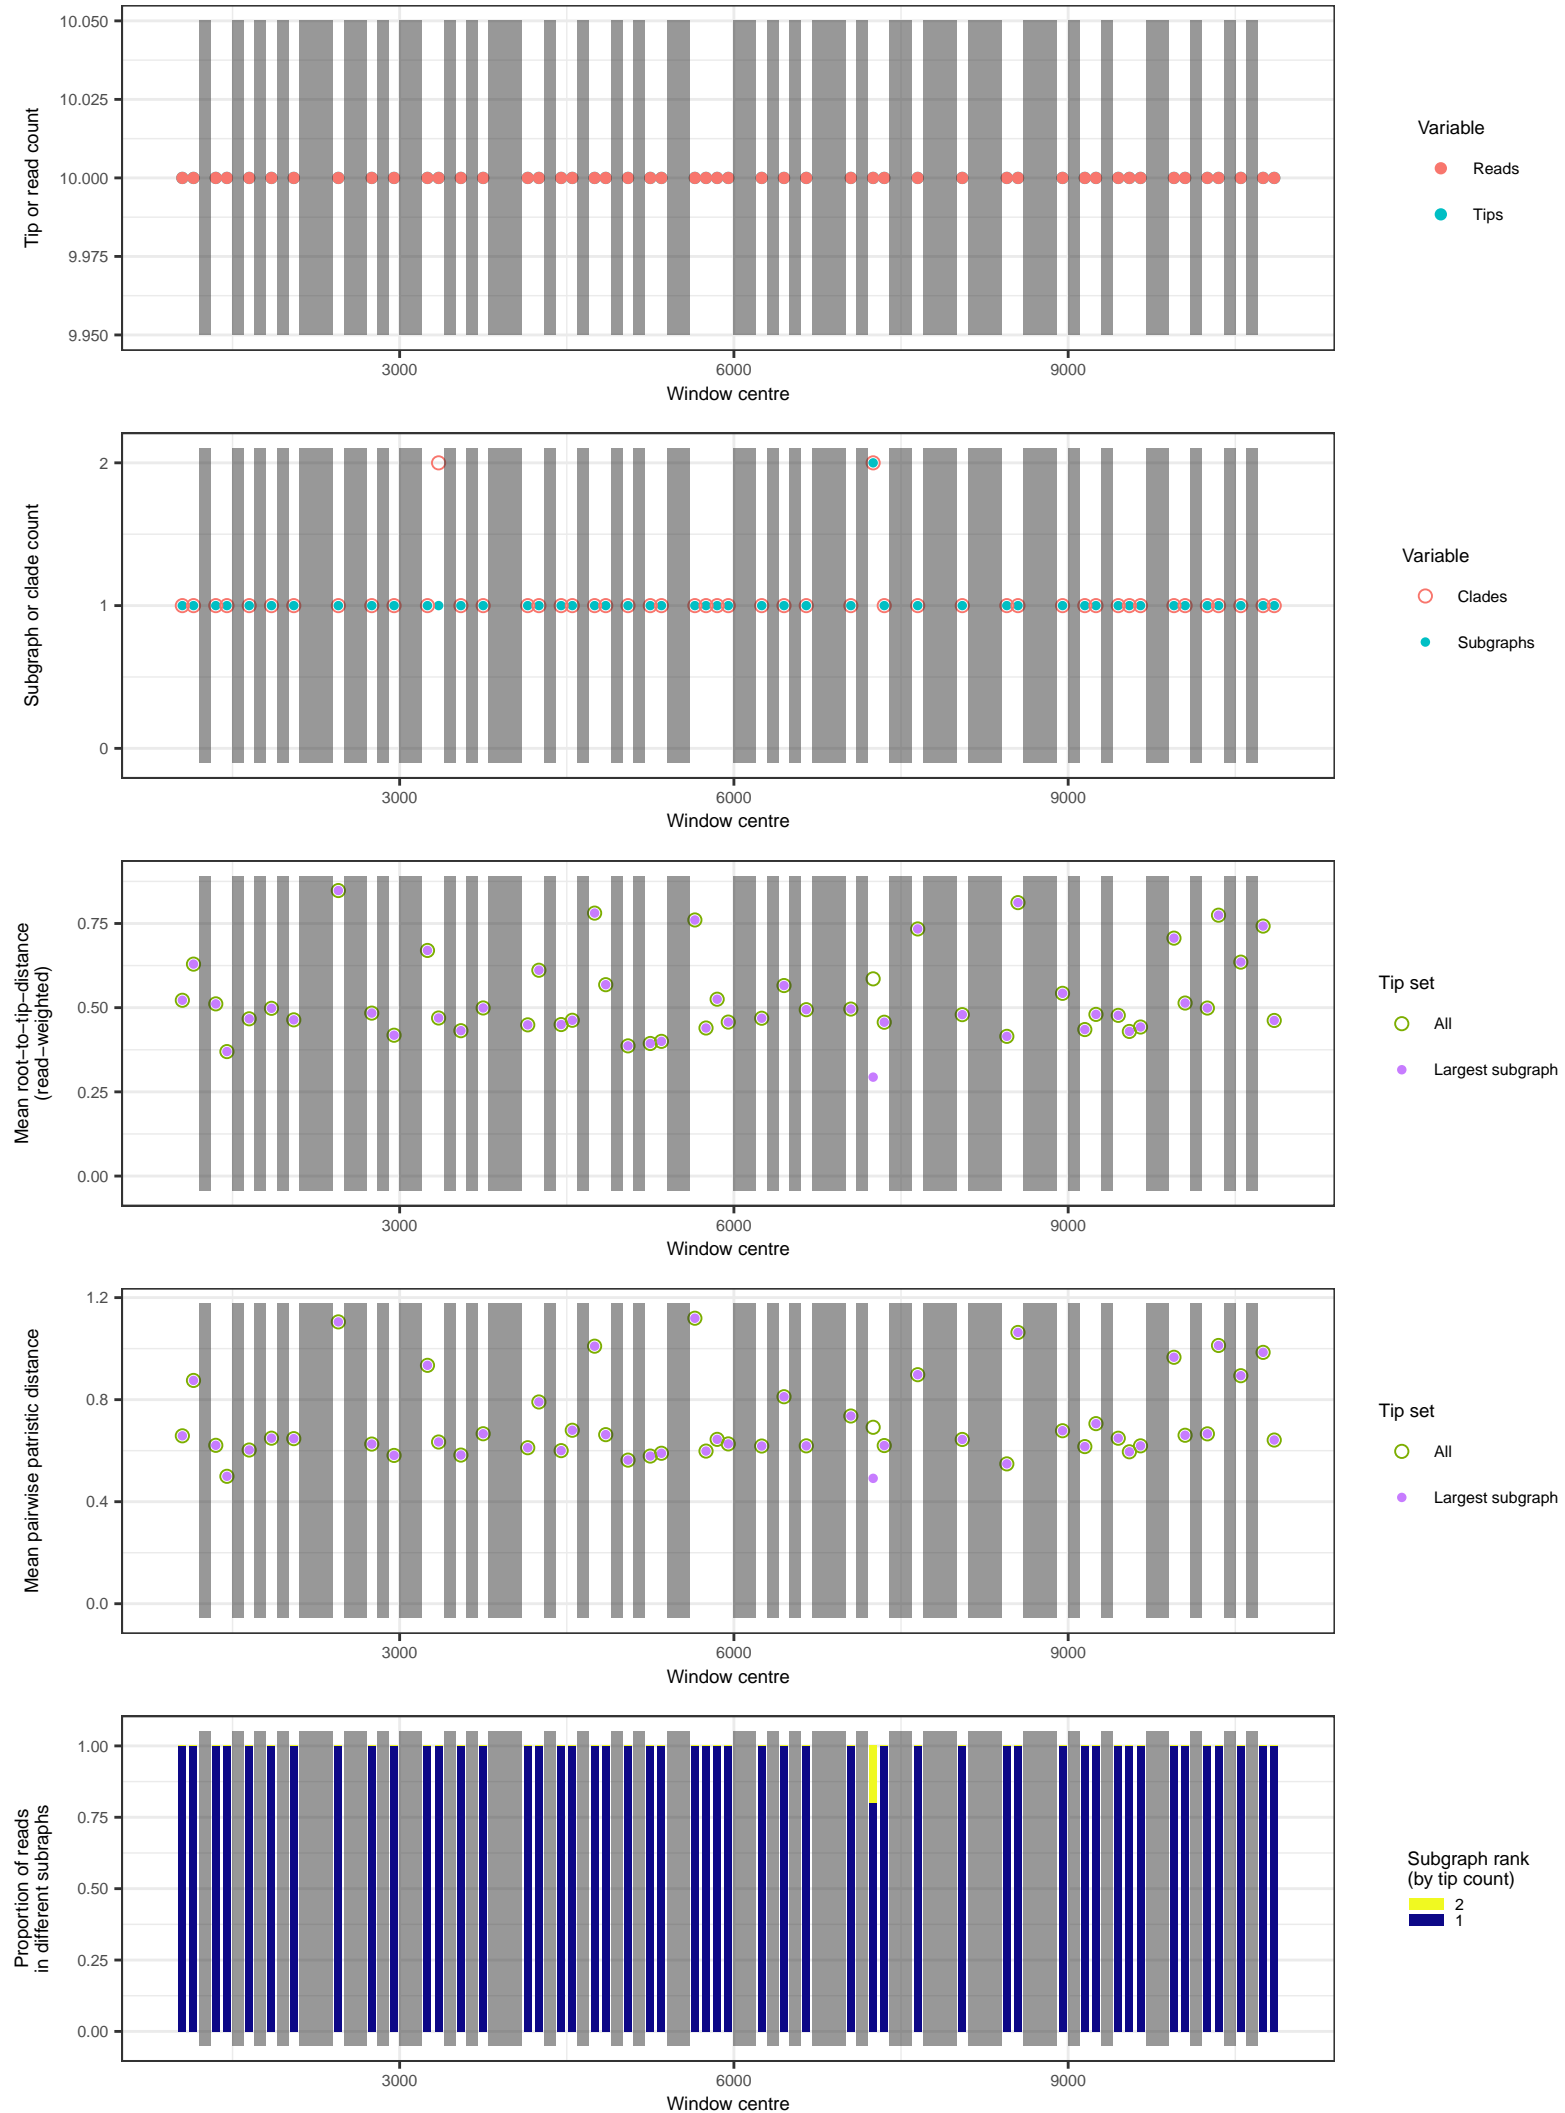 10.050
10.025
10.000
9.975
9.950
Tip or read count
3000 6000 9000
Window centre
Variable
Reads
Tips
2
1
0
Subgraph or clade count
3000 6000 9000
Window centre
Variable
Clades
Subgraphs
0.75
0.50
0.25
0.00
Mean root−to−tip−distance
(read−weighted)
3000 6000 9000
Window centre
Tip set
All
Largest subgraph
1.2
0.8
0.4
0.0
Mean pairwise patristic distance
3000 6000 9000
Window centre
Tip set
All
Largest subgraph
1.00
0.75
0.50
0.25
0.00
Proportion of reads
in different subraphs
3000 6000 9000
Window centre
Subgraph rank
(by tip count)
2
1